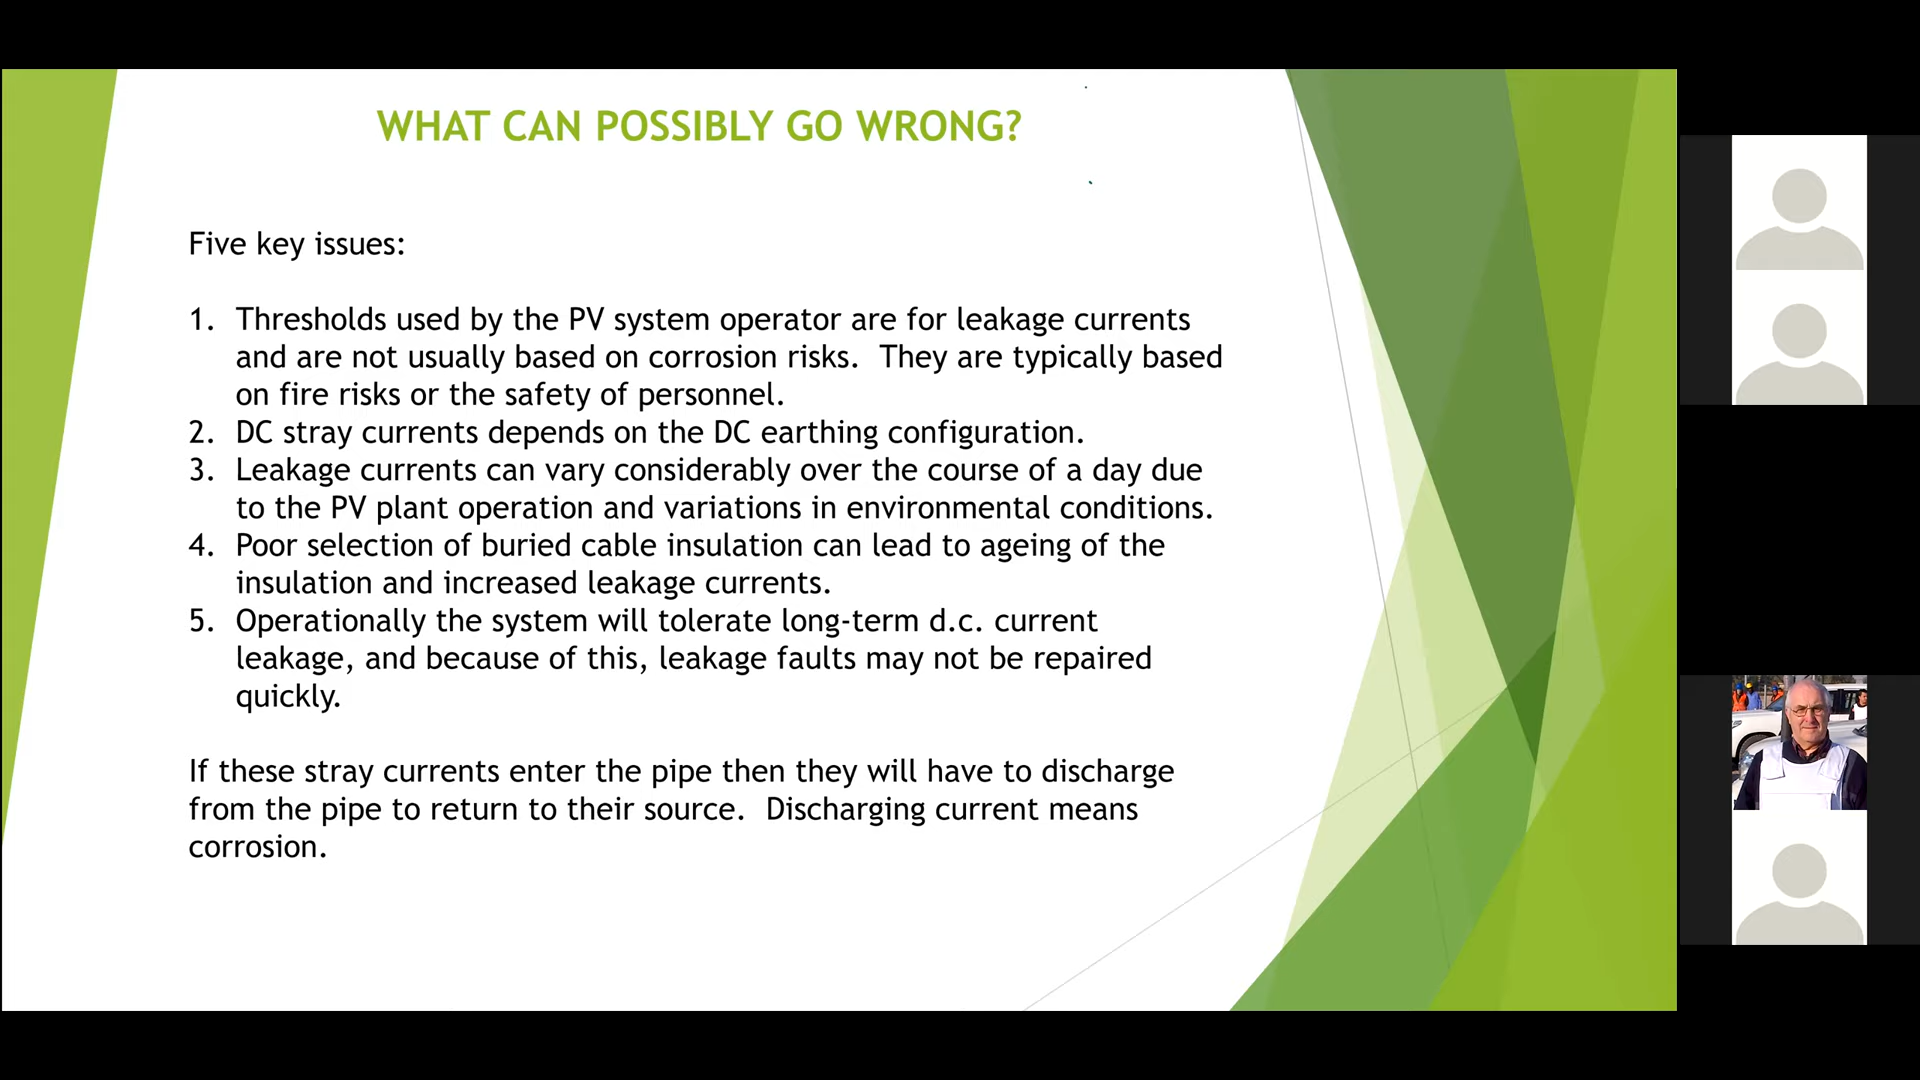 WHAT CAN POSSIBLY GO WRONG?
Five key issues:
1. Thresholds used by the PV system operator are for leakage currents
and are not usually based on corrosion risks. They are typically based
on fire risks or the safety of personnel.
2. DC stray currents depends on the DC earthing configuration.
3. Leakage currents can vary considerably over the course of a day due
to the PV plant operation and variations in environmental conditions.
4. Poor selection of buried cable insulation can lead to ageing of the
insulation and increased leakage currents.
5. Operationally the system will tolerate long-term d.c. current
leakage, and because of this, leakage faults may not be repaired
quickly.
If these stray currents enter the pipe then they will have to discharge
from the pipe to return to their source. Discharging current means
corrosion.